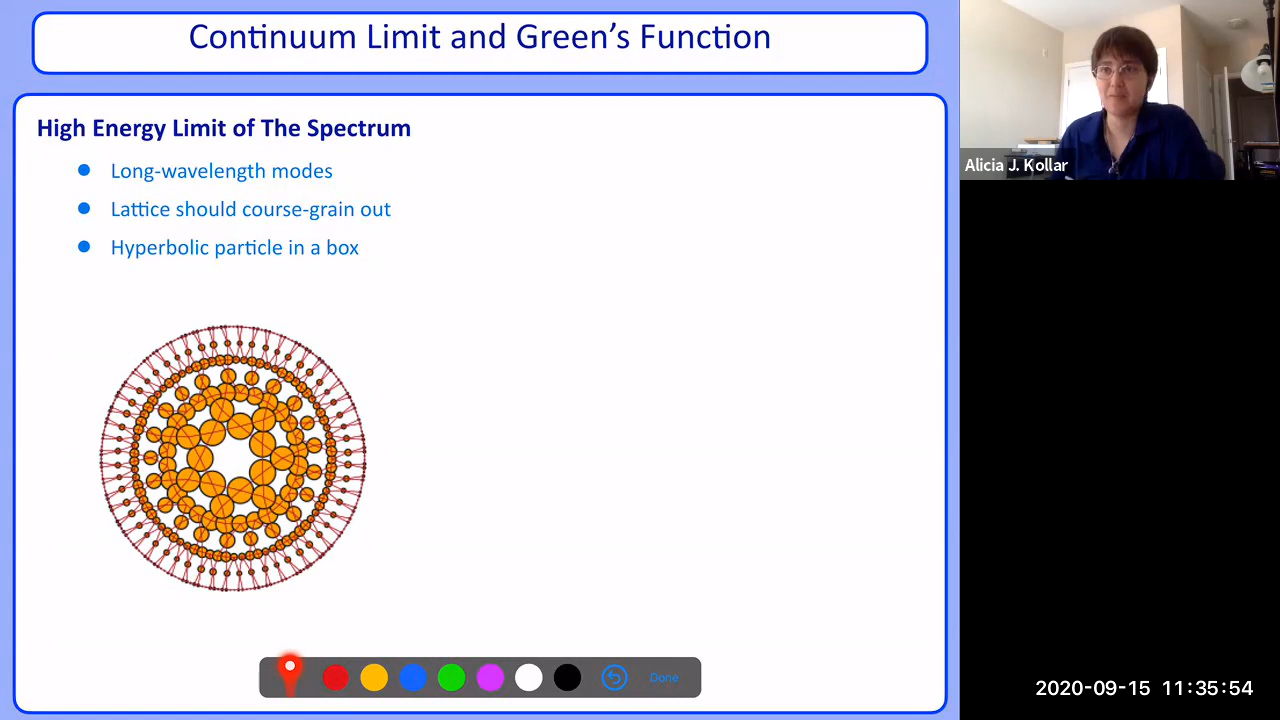 Continuum Limit and Green's Function
High Energy Limit of The Spectrum
Long-wavelength modes
Lattice should course-grain out
Hyperbolic particle in a box
Alicia J. Kollar
Done
2020-09-15 11:35:54